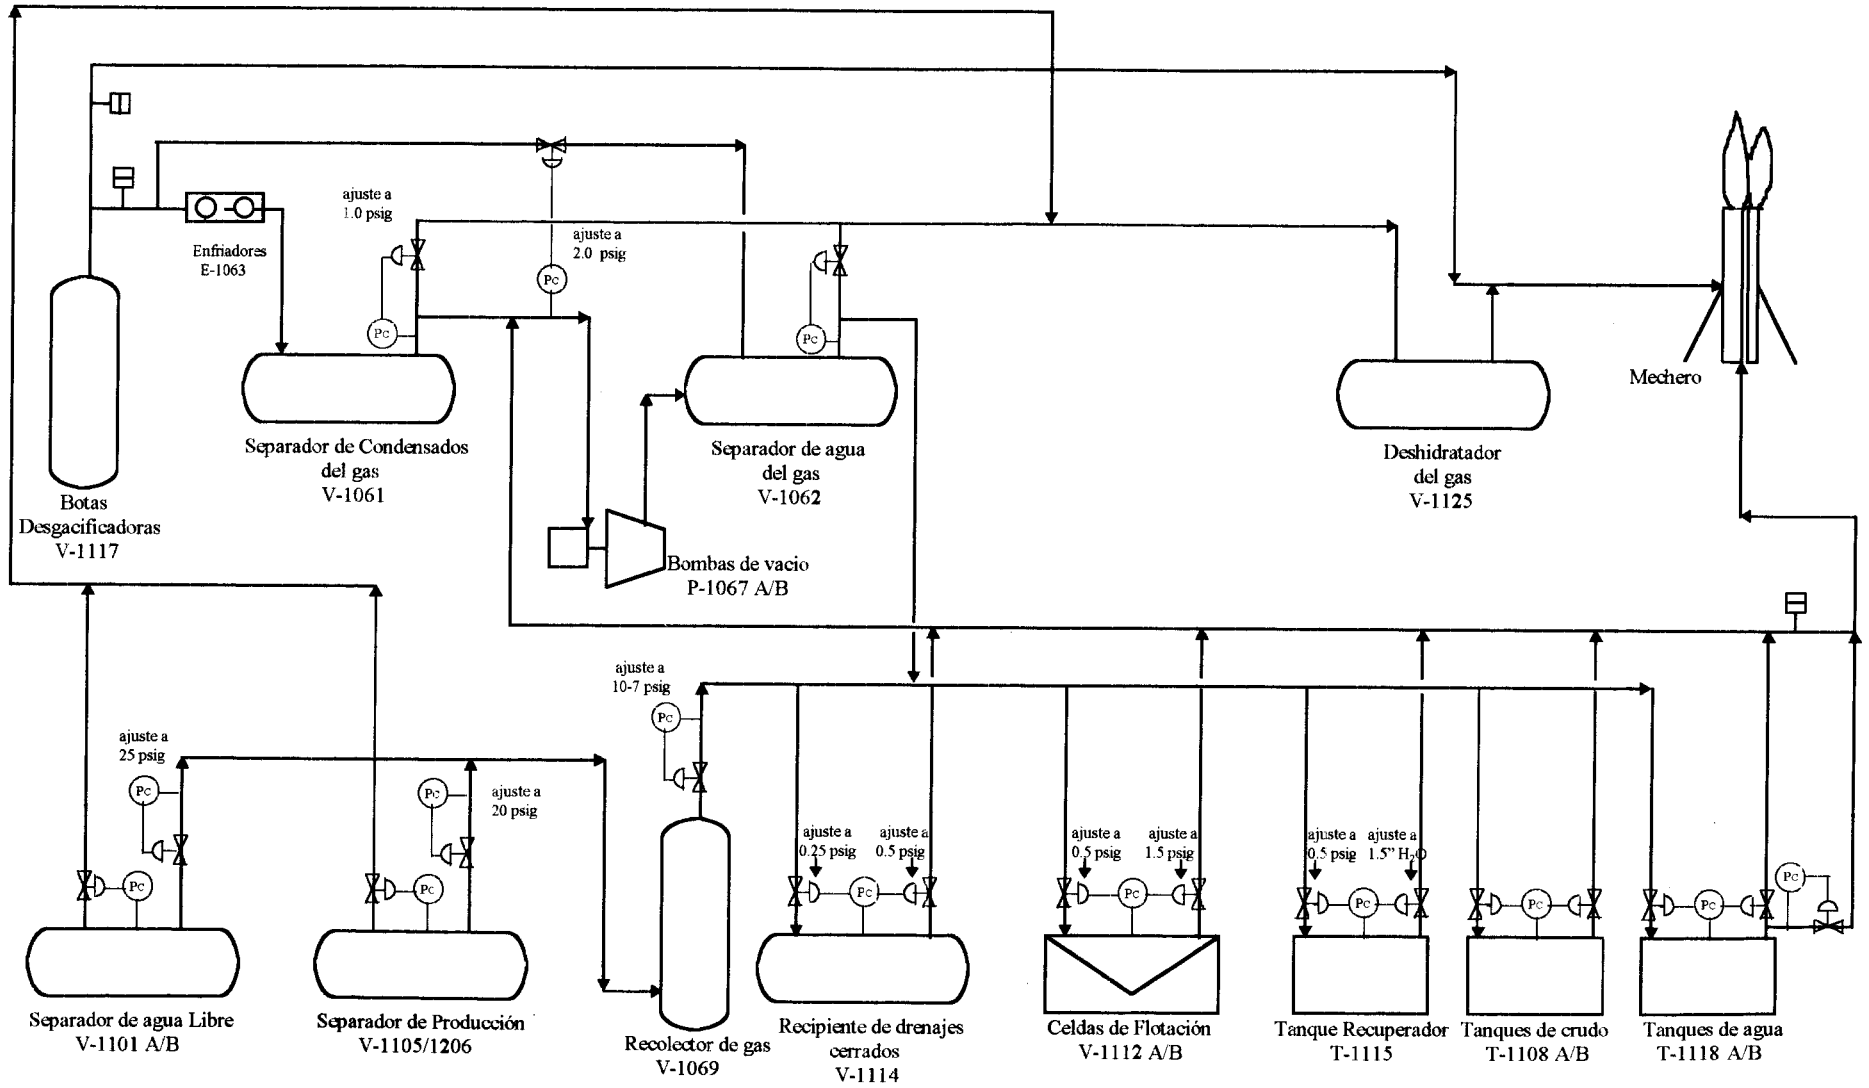 ajuste a
1.0 psig
Enfriadores
E-1063
ajuste a
2.0 psig
Pc
Pc
Pc
Mechero
Separador de Condensados
del gas
V-1061
Separador de agua
del gas
V-1062
Deshidratador
del gas
V-1125
Botas
Desgacificadoras
V-1117
Bombas de vacio
P-1067 A/B
ajuste a
10-7 psig
Pc
ajuste a
25 psig
Pc
Pc
ajuste a
20 psig
ajuste a
0.25 psig
ajuste a
0.5 psig
ajuste a
0.5 psig
ajuste a
1.5 psig
ajuste a
0.5 psig
ajuste a
1.5" H₂O
Pc
Pc
Pc
Pc
Pc
Pc
Pc
Pc
Separador de agua Libre
V-1101 A/B
Separador de Producción
V-1105/1206
Recolector de gas
V-1069
Recipiente de drenajes
cerrados
V-1114
Celdas de Flotación
V-1112 A/B
Tanque Recuperador
T-1115
Tanques de crudo
T-1108 A/B
Tanques de agua
T-1118 A/B